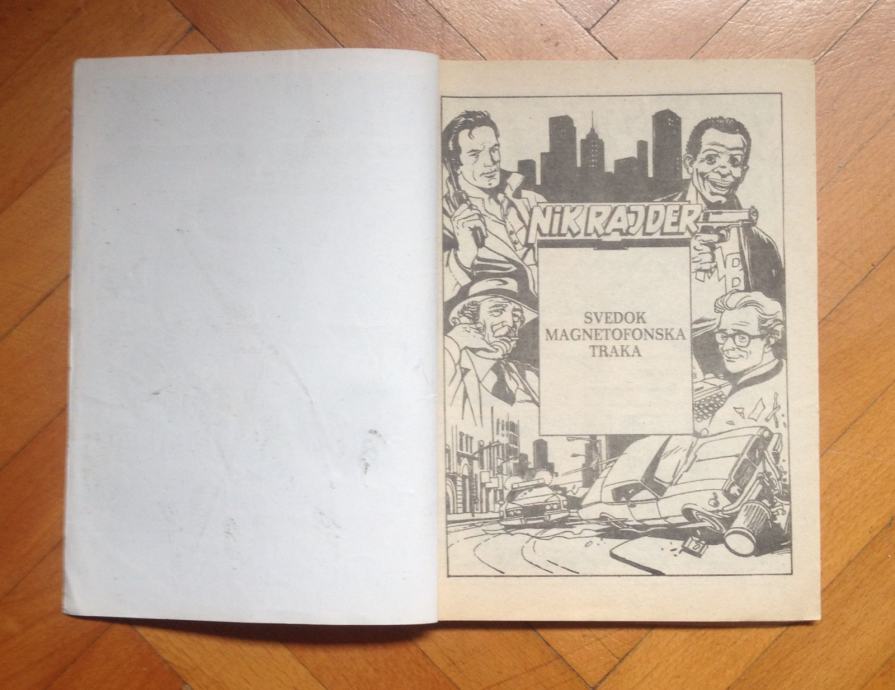 NiK RAJDER
SVEDOK
MAGNETOFONSKA
TRAKA